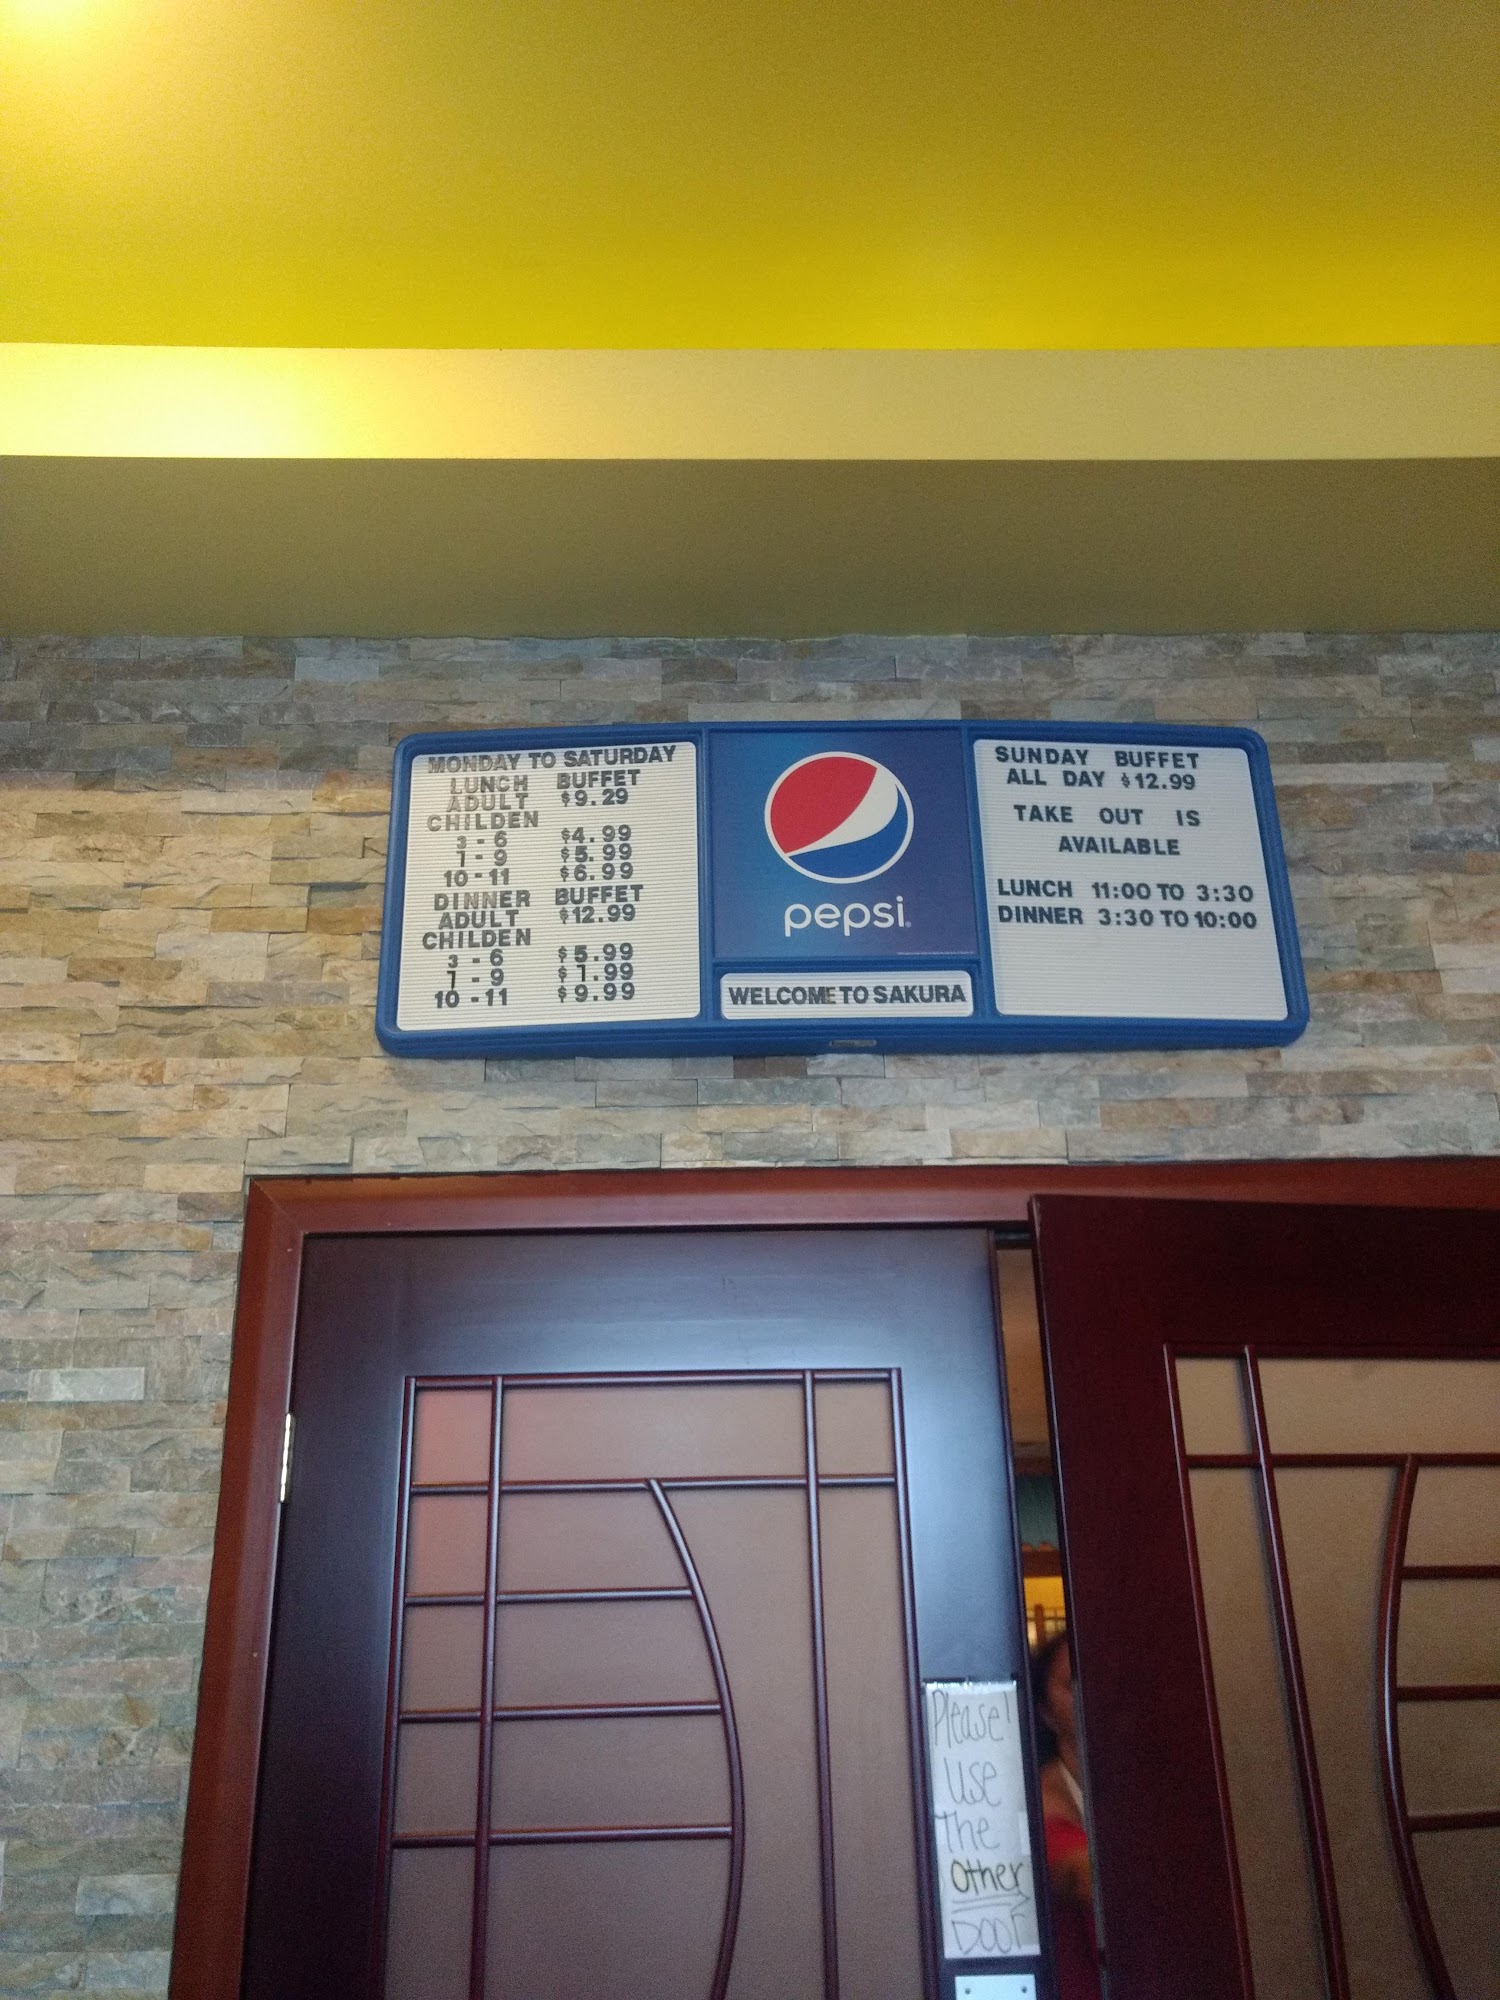 MONDAY TO SATURDAY
LUNCH BUFFET
ADULT $9.29
CHILDEN
3 - 6 $4.99
1 - 9 $5.99
10 - 11 $6.99
DINNER BUFFET
ADULT $12.99
CHILDEN
3 - 6 $5.99
1 - 9 $1.99
10 - 11 $9.99
pepsi
WELCOME TO SAKURA
SUNDAY BUFFET
ALL DAY $12.99
TAKE OUT IS
AVAILABLE
LUNCH 11:00 TO 3:30
DINNER 3:30 TO 10:00
Please!
Use
The
Other
DOOr